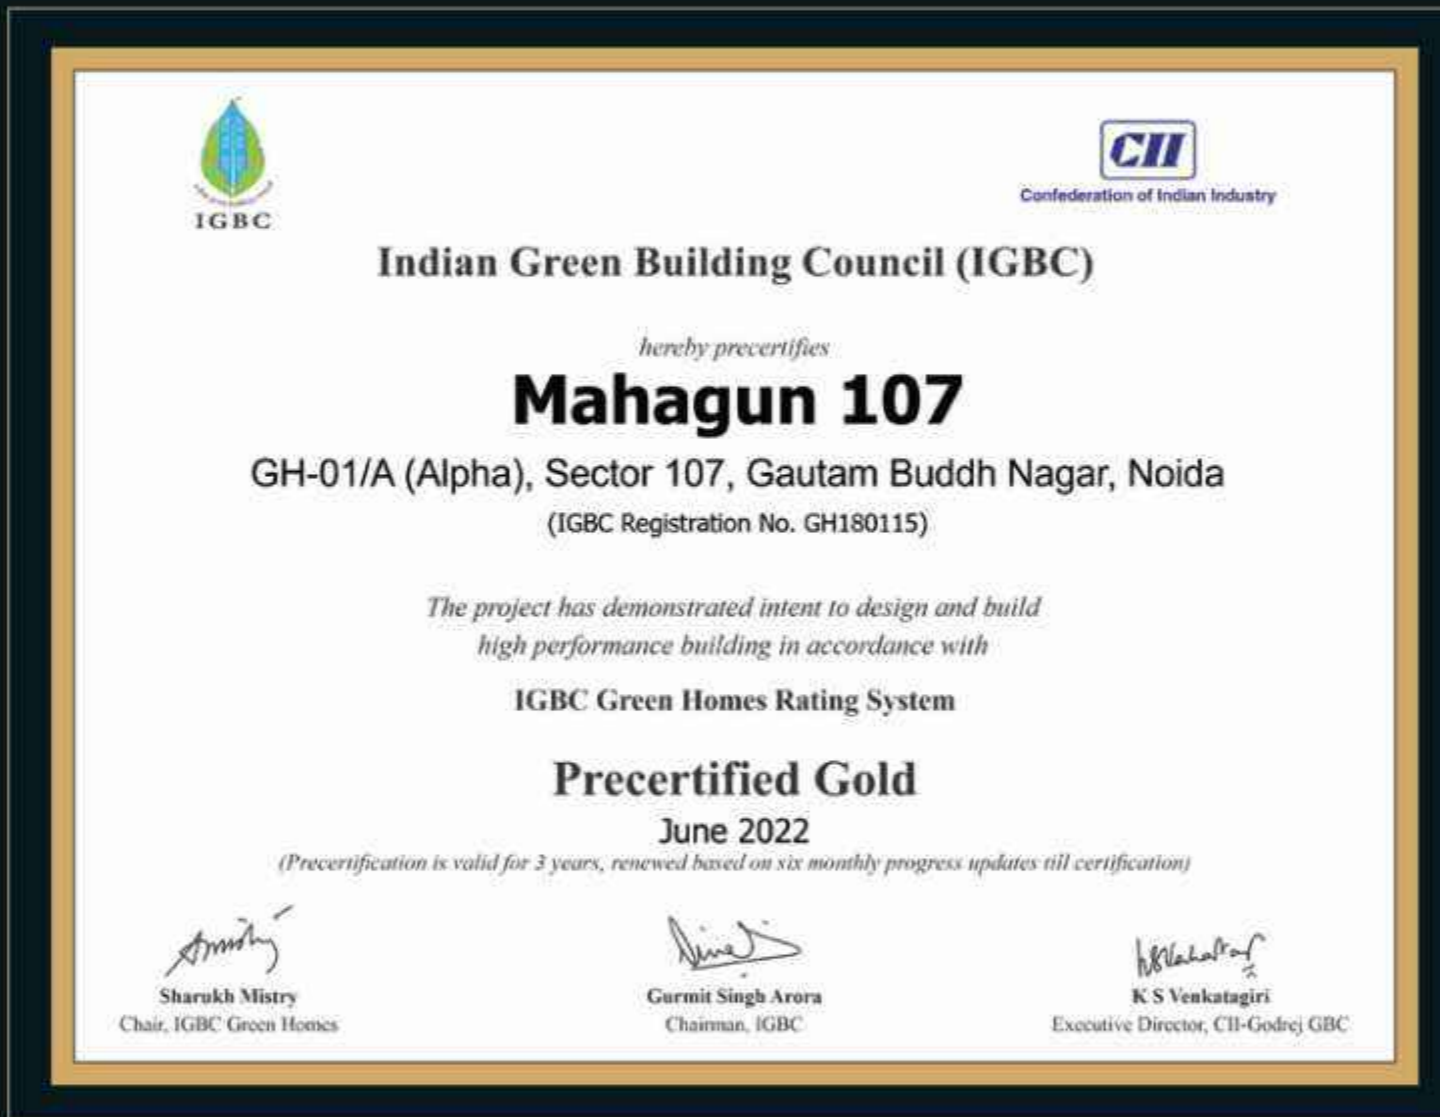 IGBC
CII
Confederation of Indian Industry
Indian Green Building Council (IGBC)
hereby precertifies
Mahagun 107
GH-01/A (Alpha), Sector 107, Gautam Buddh Nagar, Noida
(IGBC Registration No. GH180115)
The project has demonstrated intent to design and build
high performance building in accordance with
IGBC Green Homes Rating System
Precertified Gold
June 2022
(Precertification is valid for 3 years, renewed based on six monthly progress updates till certification)
Sharukh Mistry
Chair, IGBC Green Homes
Gurmit Singh Arora
Chairman, IGBC
K S Venkatagiri
Executive Director, CII-Godrej GBC